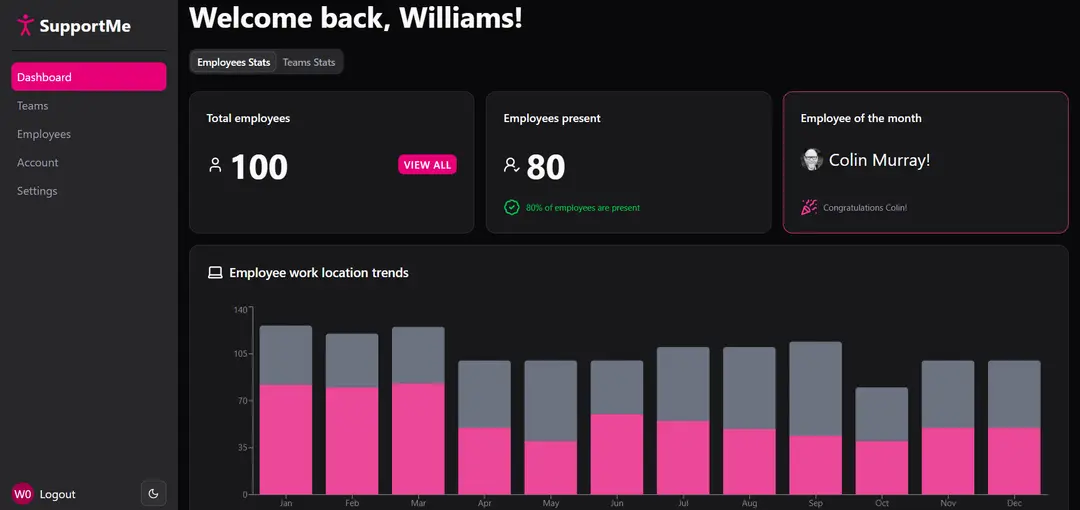 SupportMe
Dashboard
Teams
Employees
Account
Settings
W0 Logout
Welcome back, Williams!
Employees Stats Teams Stats
Total employees
100
VIEW ALL
Employees present
80
80% of employees are present
Employee of the month
Colin Murray!
Congratulations Colin!
Employee work location trends
140
105
70
35
0
Jan Feb Mar Apr May Jun Jul Aug Sep Oct Nov Dec